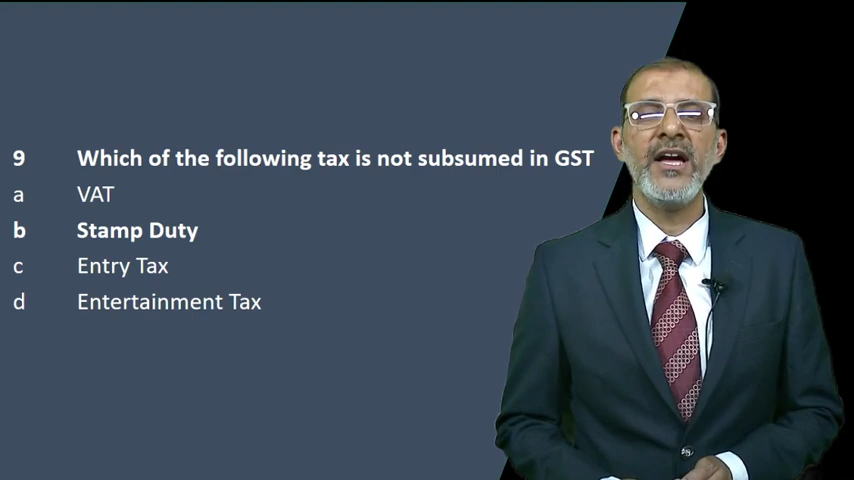 9 Which of the following tax is not subsumed in GST
a VAT
b Stamp Duty
c Entry Tax
d Entertainment Tax